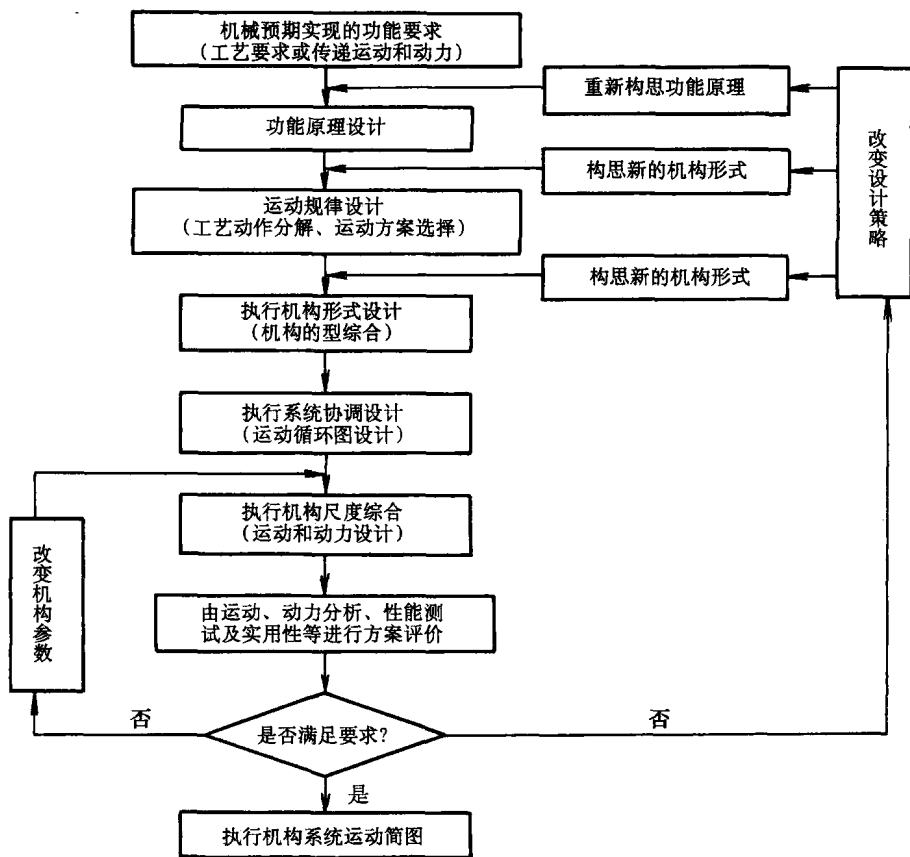 机械预期实现的功能要求
(工艺要求或传递运动和动力)
重新构思功能原理
功能原理设计
构思新的机构形式
运动规律设计
(工艺动作分解、运动方案选择)
构思新的机构形式
改变设计策略
执行机构形式设计
(机构的型综合)
执行系统协调设计
(运动循环图设计)
执行机构尺度综合
(运动和动力设计)
改变机构参数
由运动、动力分析、性能测
试及实用性等进行方案评价
否
是否满足要求?
否
是
执行机构系统运动简图